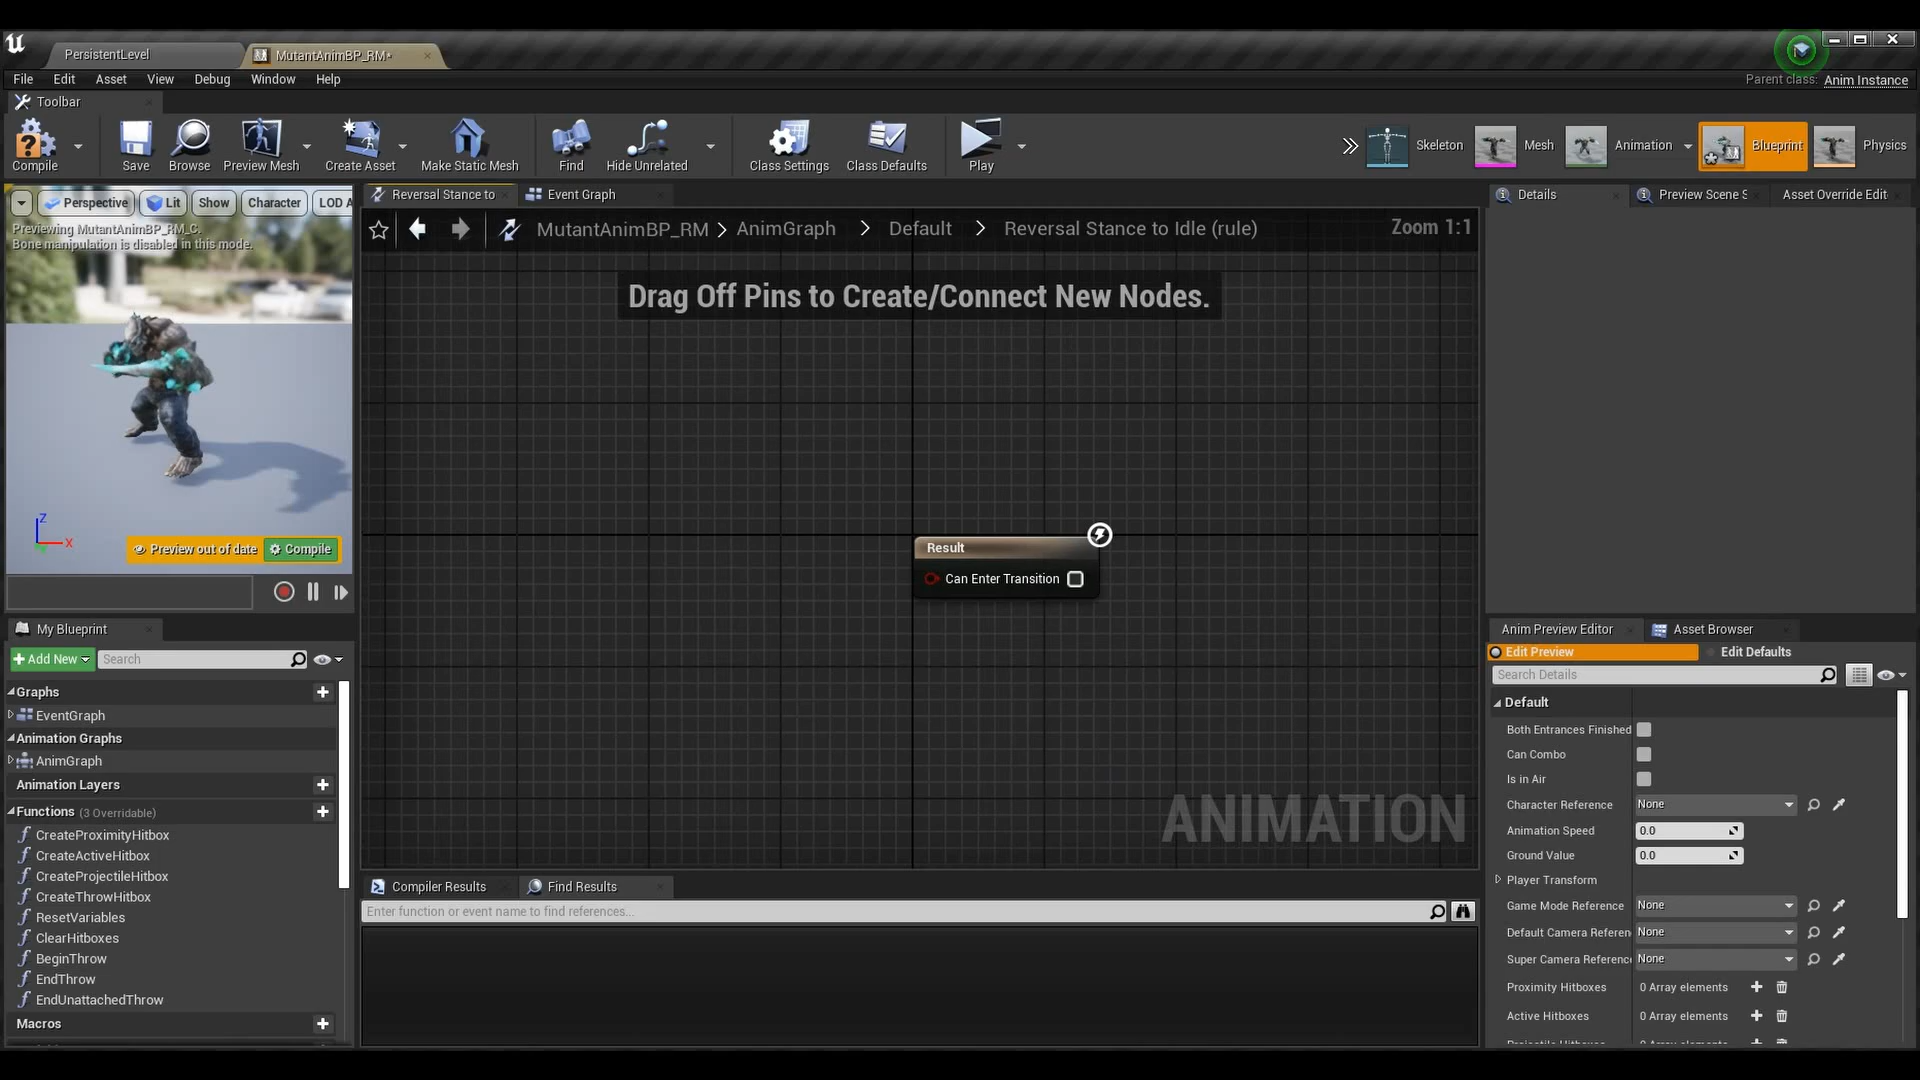 PersistentLevel
MutantAnimBP_RM*
File Edit Asset View Debug Window Help
Parent class: Anim Instance
Toolbar
Compile
Save
Browse
Preview Mesh
Create Asset
Make Static Mesh
Find
Hide Unrelated
Class Settings
Class Defaults
Play
Skeleton
Mesh
Animation
Blueprint
Physics
Perspective
Lit
Show
Character
LOD A
Previewing MutantAnimBP_RM_C.
Bone manipulation is disabled in this mode.
Z
X
Preview out of date
Compile
Reversal Stance to
Event Graph
MutantAnimBP_RM > AnimGraph > Default > Reversal Stance to Idle (rule)
Zoom 1:1
Drag Off Pins to Create/Connect New Nodes.
Result
Can Enter Transition
ANIMATION
My Blueprint
Add New
Search
Graphs
EventGraph
Animation Graphs
AnimGraph
Animation Layers
Functions (3 Overridable)
CreateProximityHitbox
CreateActiveHitbox
CreateProjectileHitbox
CreateThrowHitbox
ResetVariables
ClearHitboxes
BeginThrow
EndThrow
EndUnattachedThrow
Macros
Compiler Results
Find Results
Enter function or event name to find references...
Details
Preview Scene S
Asset Override Edit
Anim Preview Editor
Asset Browser
Edit Preview
Edit Defaults
Search Details
Default
Both Entrances Finished
Can Combo
Is in Air
Character Reference None
Animation Speed 0.0
Ground Value 0.0
Player Transform
Game Mode Reference None
Default Camera Referen None
Super Camera Reference None
Proximity Hitboxes 0 Array elements
Active Hitboxes 0 Array elements